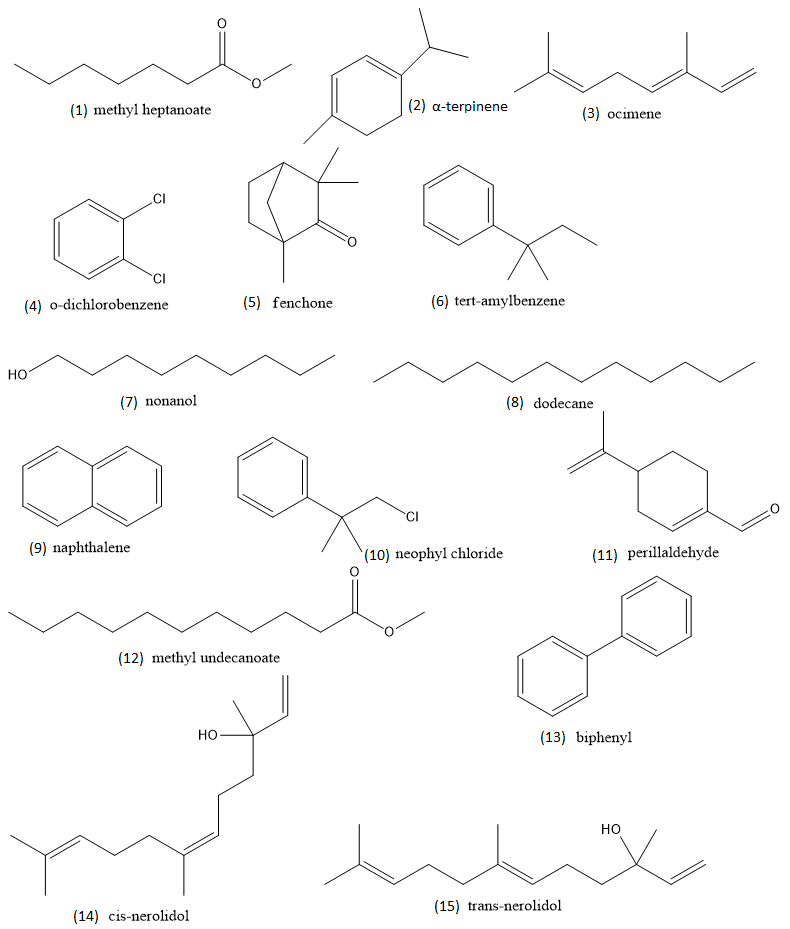 O
O
(1) methyl heptanoate
(2) α-terpinene
(3) ocimene
Cl
Cl
(4) o-dichlorobenzene
O
(5) fenchone
(6) tert-amylbenzene
HO
(7) nonanol
(8) dodecane
(9) naphthalene
Cl
(10) neophyl chloride
O
(11) perillaldehyde
O
O
(12) methyl undecanoate
(13) biphenyl
HO
(14) cis-nerolidol
HO
(15) trans-nerolidol